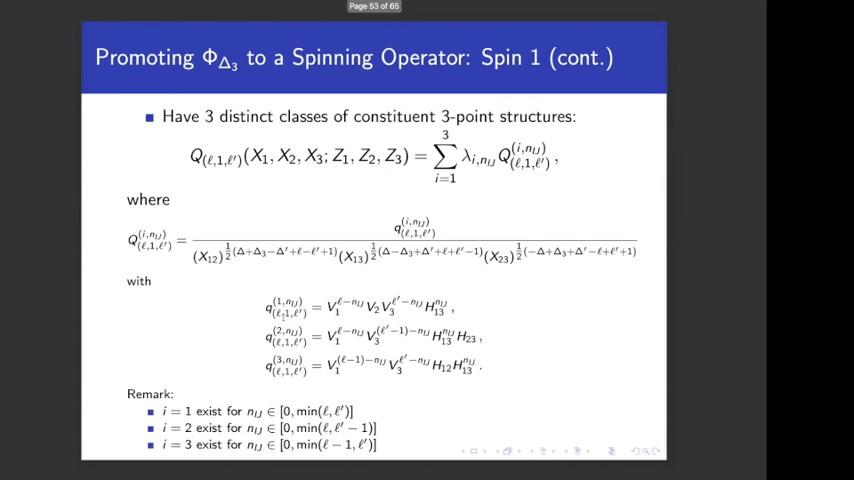 Page 53 of 65
Promoting Φ_{Δ_3} to a Spinning Operator: Spin 1 (cont.)
■ Have 3 distinct classes of constituent 3-point structures:
Q_{(ℓ,1,ℓ′)}(X_1, X_2, X_3; Z_1, Z_2, Z_3) = \sum_{i=1}^{3} λ_{i,n_{IJ}} Q^{(i,n_{IJ})}_{(ℓ,1,ℓ′)} ,
where
Q^{(i,n_{IJ})}_{(ℓ,1,ℓ′)} = \frac{q^{(i,n_{IJ})}_{(ℓ,1,ℓ′)}}{(X_{12})^{\frac{1}{2}(Δ+Δ_3−Δ′+ℓ−ℓ′+1)}(X_{13})^{\frac{1}{2}(Δ−Δ_3+Δ′+ℓ+ℓ′−1)}(X_{23})^{\frac{1}{2}(−Δ+Δ_3+Δ′−ℓ+ℓ′+1)}}
with
q^{(1,n_{IJ})}_{(ℓ,1,ℓ′)} = V_1^{ℓ−n_{IJ}} V_2 V_3^{ℓ′−n_{IJ}} H_{13}^{n_{IJ}} ,
q^{(2,n_{IJ})}_{(ℓ,1,ℓ′)} = V_1^{ℓ−n_{IJ}} V_3^{(ℓ′−1)−n_{IJ}} H_{13}^{n_{IJ}} H_{23} ,
q^{(3,n_{IJ})}_{(ℓ,1,ℓ′)} = V_1^{(ℓ−1)−n_{IJ}} V_3^{ℓ′−n_{IJ}} H_{12} H_{13}^{n_{IJ}} .
Remark:
■ i = 1 exist for n_{IJ} ∈ [0, min(ℓ, ℓ′)]
■ i = 2 exist for n_{IJ} ∈ [0, min(ℓ, ℓ′ − 1)]
■ i = 3 exist for n_{IJ} ∈ [0, min(ℓ − 1, ℓ′)]